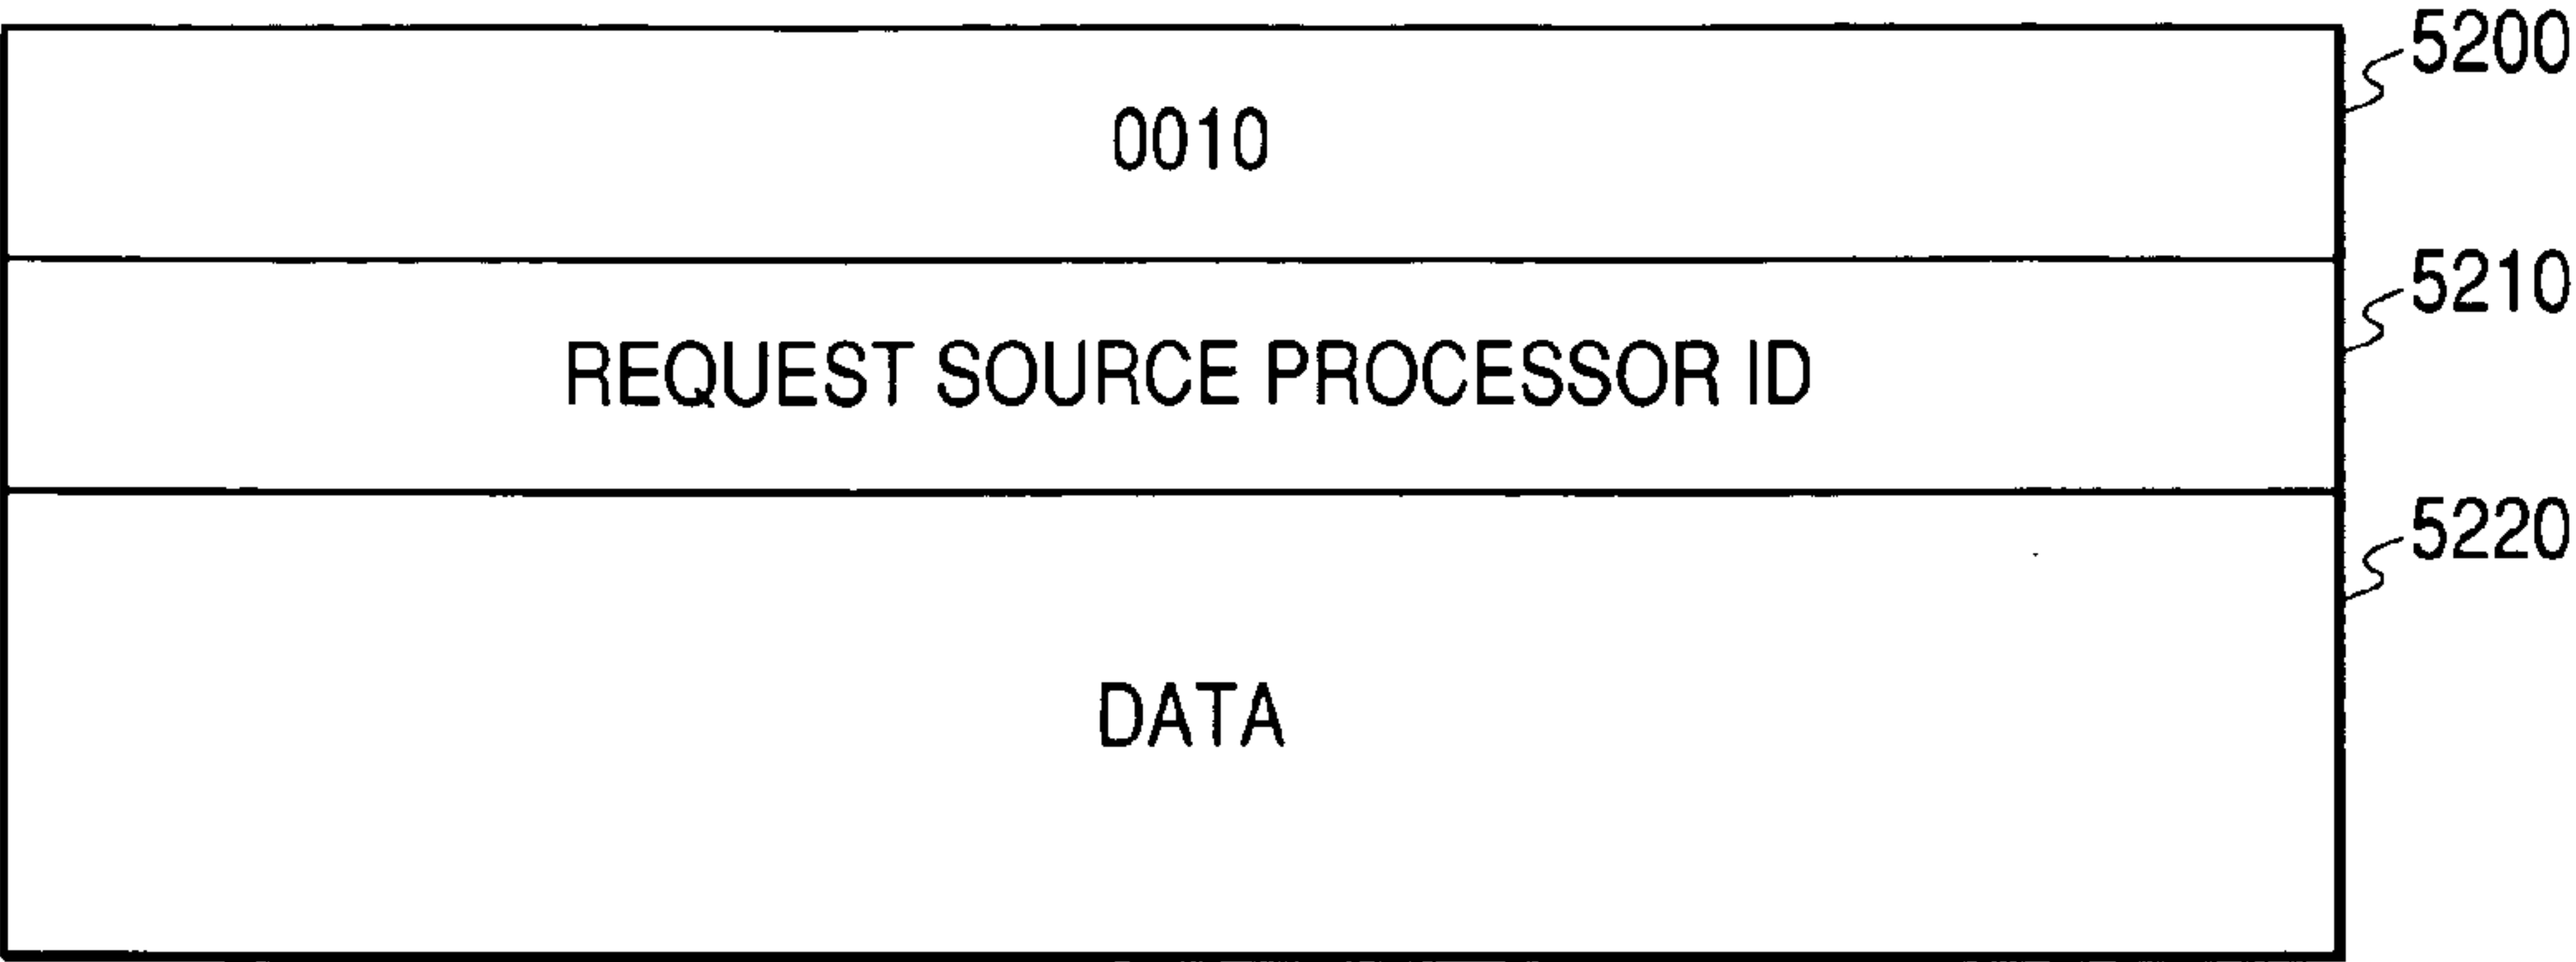 5200
0010
5210
REQUEST SOURCE PROCESSOR ID
5220
DATA